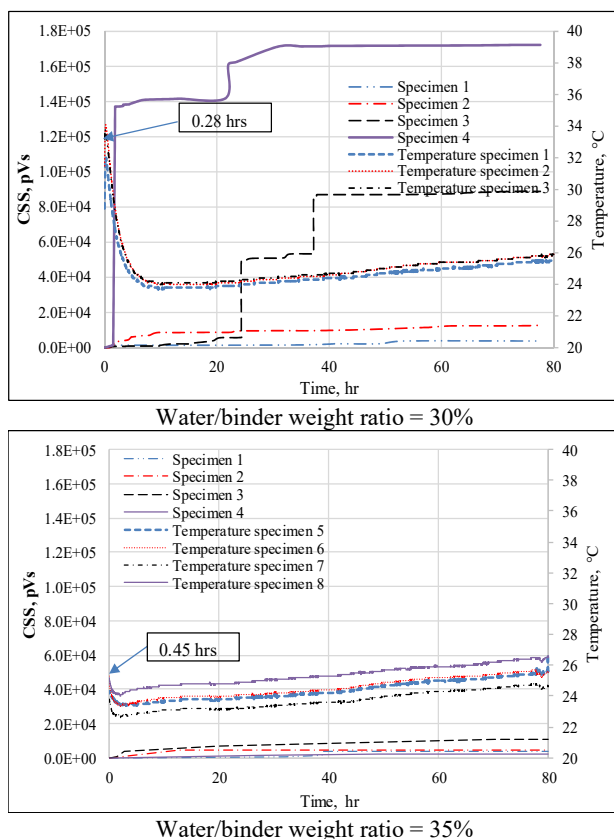 1.8E+05
1.6E+05
1.4E+05
1.2E+05
1.0E+05
8.0E+04
6.0E+04
4.0E+04
2.0E+04
0.0E+00
CSS, pVs
0.28 hrs
Specimen 1
Specimen 2
Specimen 3
Specimen 4
Temperature specimen 1
Temperature specimen 2
Temperature specimen 3
40
38
36
34
32
30
28
26
24
22
20
Temperature, °C
0
20
40
60
80
Time, hr
Water/binder weight ratio = 30%
1.8E+05
1.6E+05
1.4E+05
1.2E+05
1.0E+05
8.0E+04
6.0E+04
4.0E+04
2.0E+04
0.0E+00
CSS, pVs
Specimen 1
Specimen 2
Specimen 3
Specimen 4
Temperature specimen 5
Temperature specimen 6
Temperature specimen 7
Temperature specimen 8
0.45 hrs
40
38
36
34
32
30
28
26
24
22
20
Temperature, °C
0
20
40
60
80
Time, hr
Water/binder weight ratio = 35%